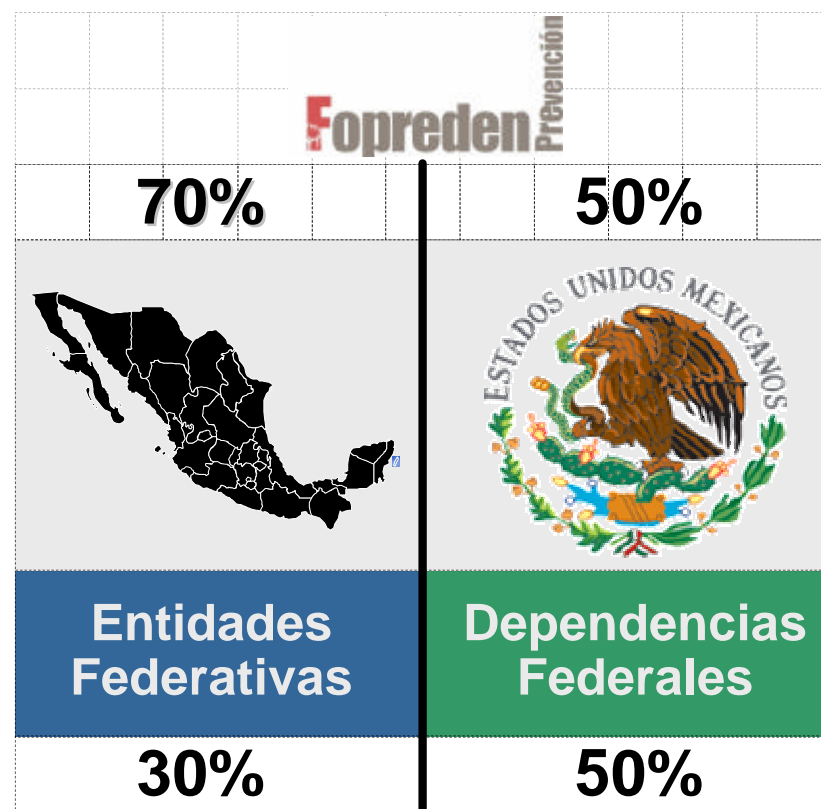 Fopreden
Prevención
70%
50%
ESTADOS UNIDOS MEXICANOS
Entidades
Federativas
Dependencias
Federales
30%
50%